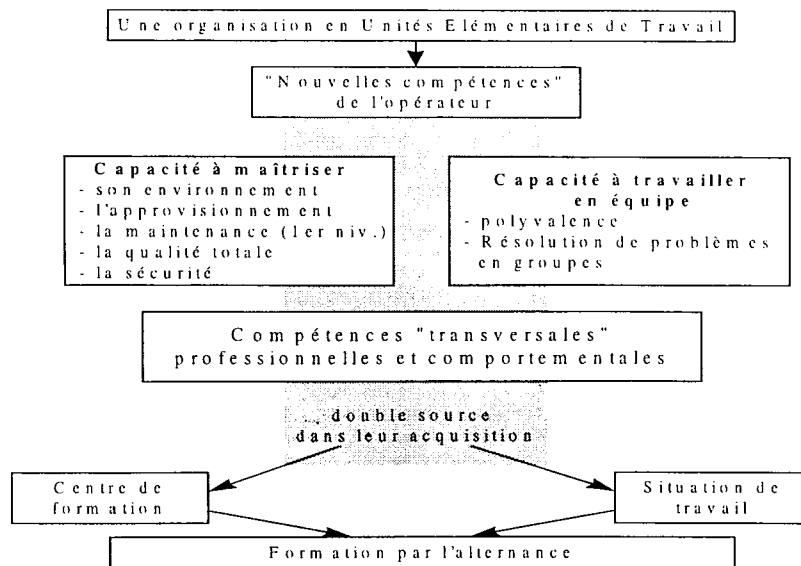 Une organisation en Unités Elémentaires de Travail
"Nouvelles compétences"
de l'opérateur
Capacité à maîtriser
- son environnement
- l'approvisionnement
- la maintenance (1er niv.)
- la qualité totale
- la sécurité
Capacité à travailler
en équipe
- polyvalence
- Résolution de problèmes
en groupes
Compétences "transversales"
professionnelles et comportementales
... double source
dans leur acquisition
Centre de
formation
Situation de
travail
Formation par l'alternance